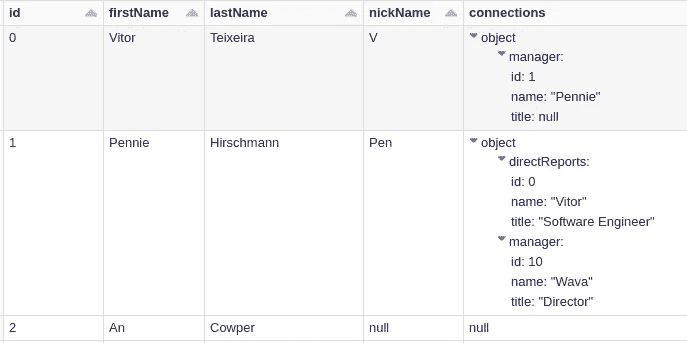 id firstName lastName nickName connections
0 Vitor Teixeira V object
manager:
id: 1
name: "Pennie"
title: null
1 Pennie Hirschmann Pen object
directReports:
id: 0
name: "Vitor"
title: "Software Engineer"
manager:
id: 10
name: "Wava"
title: "Director"
2 An Cowper null null